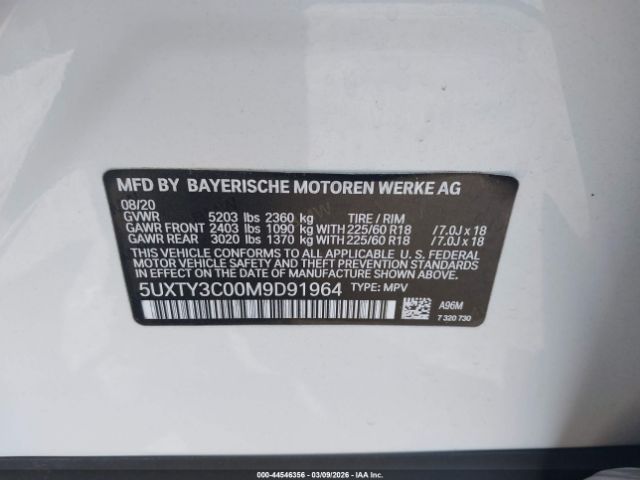 MFD BY BAYERISCHE MOTOREN WERKE AG
08/20
GVWR 5203 lbs 2360 kg TIRE / RIM
GAWR FRONT 2403 lbs 1090 kg WITH 225/60 R18 / 7.0J x 18
GAWR REAR 3020 lbs 1370 kg WITH 225/60 R18 / 7.0J x 18
THIS VEHICLE CONFORMS TO ALL APPLICABLE U. S. FEDERAL
MOTOR VEHICLE SAFETY STANDARDS IN EFFECT ON THE DATE
OF MANUFACTURE SHOWN ABOVE.
5UXTY3C00M9D91964 TYPE: MPV
A96M
7 320 730
000-44546356 | 03/09/2026 | IAA Inc.